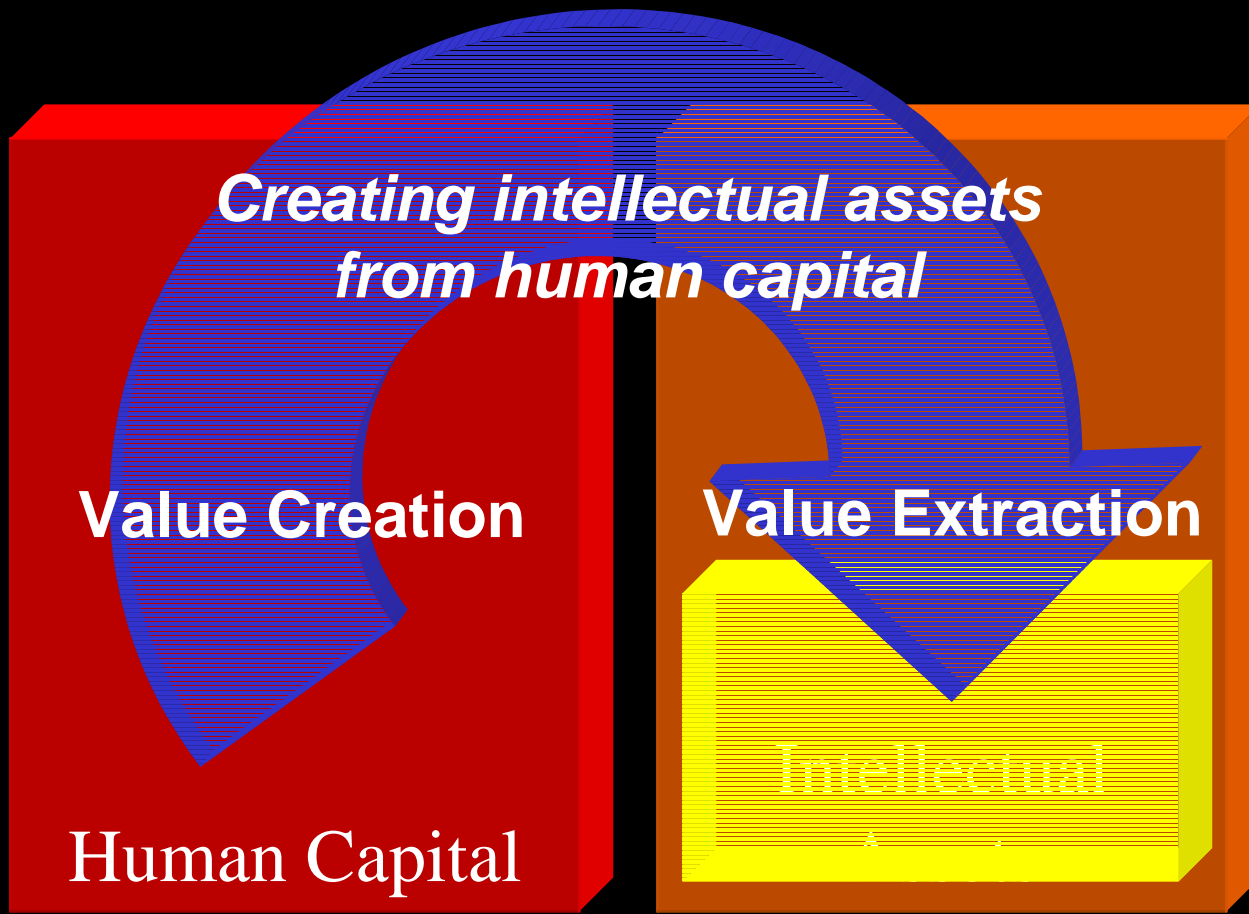 Creating intellectual assets
from human capital
Value Creation
Value Extraction
Intellectual
Human Capital